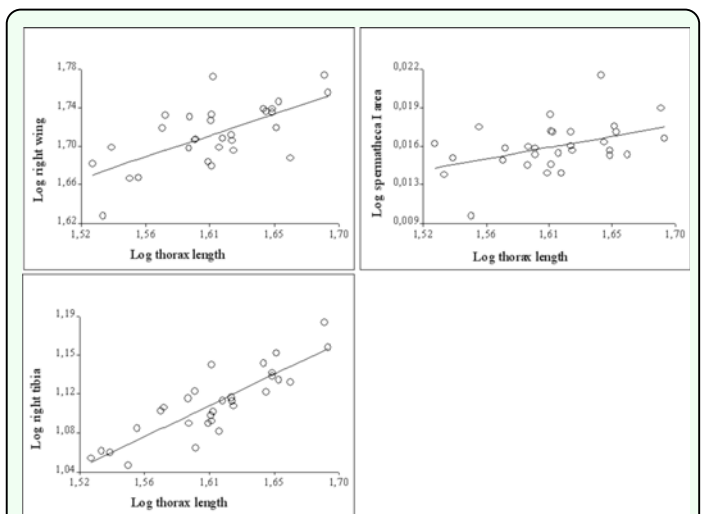 1,78
1,74
1,70
1,66
1,62
Log right wing
1,52 1,56 1,61 1,65 1,70
Log thorax length
0,022
0,019
0,016
0,013
0,009
Log spermatheca I area
1,52 1,56 1,61 1,65 1,70
Log thorax length
1,19
1,15
1,12
1,08
1,04
Log right tibia
1,52 1,56 1,61 1,65 1,70
Log thorax length